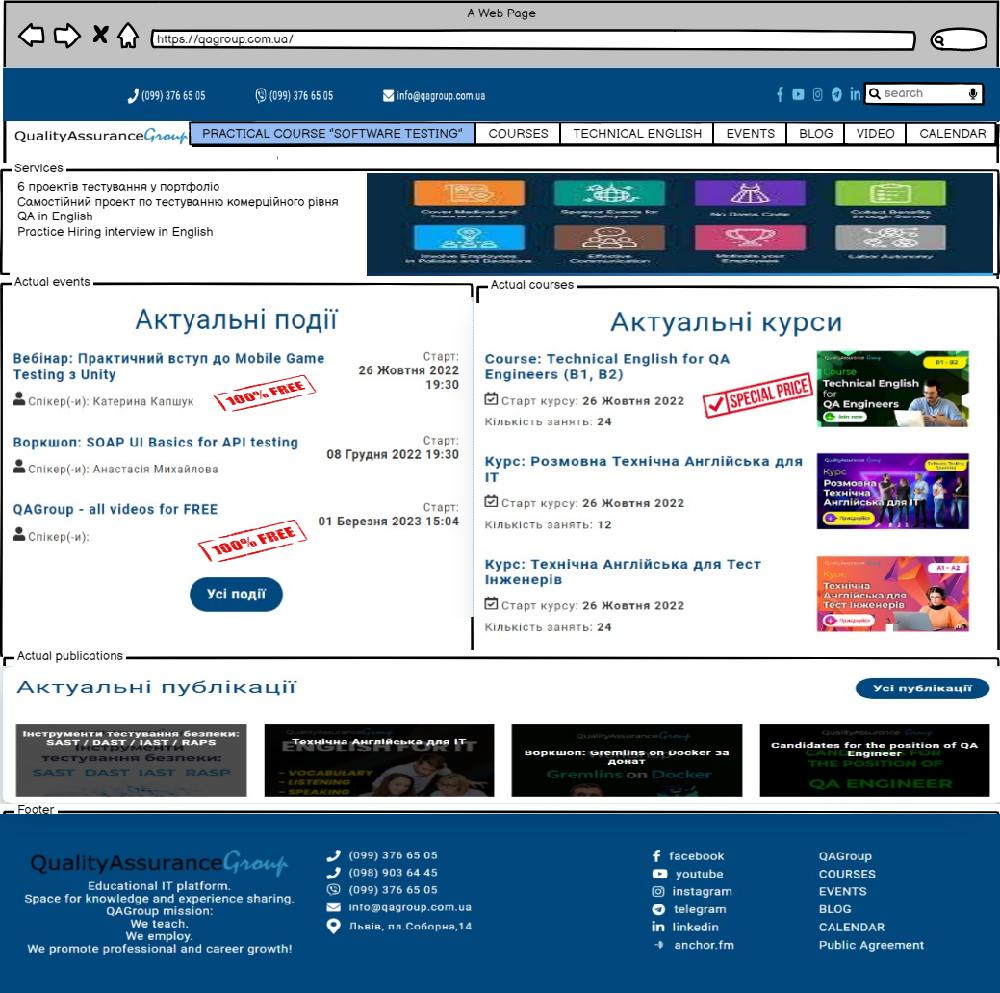 A Web Page
https://qagroup.com.ua/
(099) 376 65 05
(099) 376 65 05
info@qagroup.com.ua
search
QualityAssuranceGroup
PRACTICAL COURSE "SOFTWARE TESTING"
COURSES
TECHNICAL ENGLISH
EVENTS
BLOG
VIDEO
CALENDAR
Services
6 проектів тестування у портфоліо
Самостійний проект по тестуванню комерційного рівня
QA in English
Practice Hiring interview in English
Cover Medical and
Insurance cost
Sponsor Events for
Employees
No Dress Code
Collect Benefits
through Survey
Involve Employees
in Policies and Decisions
Effective
Communication
Motivate your
Employees
Labor Autonomy
Actual events
Актуальні події
Вебінар: Практичний вступ до Mobile Game
Testing з Unity
Старт:
26 Жовтня 2022
19:30
Спікер(-и): Катерина Капшук
100% FREE
Воркшоп: SOAP UI Basics for API testing
Старт:
08 Грудня 2022 19:30
Спікер(-и): Анастасія Михайлова
QAGroup - all videos for FREE
Старт:
01 Березня 2023 15:04
Спікер(-и):
100% FREE
Усі події
Actual courses
Актуальні курси
Course: Technical English for QA
Engineers (B1, B2)
Старт курсу: 26 Жовтня 2022
Кількість занять: 24
SPECIAL PRICE
QualityAssurance Group
B1 - B2
Course
Technical English
for
QA Engineers
Join now
Курс: Розмовна Технічна Англійська для
IT
Старт курсу: 26 Жовтня 2022
Кількість занять: 12
QualityAssurance Group
Software Testing
Speaking
Курс
Розмовна
Технічна
Англійська для IT
Приєднуйся
Курс: Технічна Англійська для Тест
Інженерів
Старт курсу: 26 Жовтня 2022
Кількість занять: 24
QualityAssurance Group
A1 - A2
Курс
Технічна
Англійська для
Тест Інженерів
Приєднуйся
Actual publications
Актуальні публікації
Усі публікації
Інструменти тестування безпеки:
SAST / DAST / IAST / RAPS
Інструменти
тестування безпеки:
SAST DAST IAST RASP
QualityAssurance Group
Технічна Англійська для IT
ENGLISH FOR IT
- VOCABULARY
- LISTENING
- SPEAKING
QualityAssurance Group
Воркшоп: Gremlins on Docker за
донат
Gremlins on Docker
QualityAssurance Group
Candidates for the position of QA
Engineer
CANDIDATES FOR
THE POSITION OF
QA ENGINEER
Footer
QualityAssuranceGroup
Educational IT platform.
Space for knowledge and experience sharing.
QAGroup mission:
We teach.
We employ.
We promote professional and career growth!
(099) 376 65 05
(098) 903 64 45
(099) 376 65 05
info@qagroup.com.ua
Львів, пл.Соборна,14
facebook
youtube
instagram
telegram
linkedin
anchor.fm
QAGroup
COURSES
EVENTS
BLOG
CALENDAR
Public Agreement